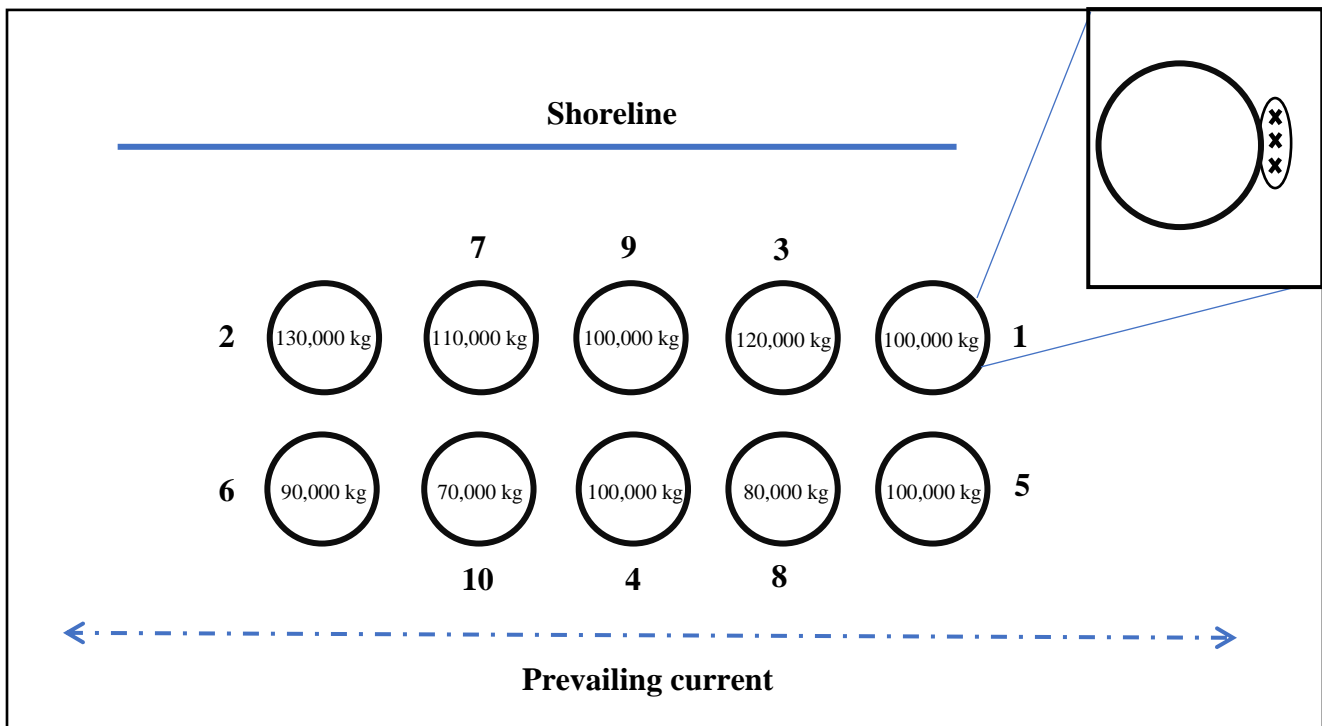 Shoreline
7 9 3
2 130,000 kg 110,000 kg 100,000 kg 120,000 kg 100,000 kg 1
6 90,000 kg 70,000 kg 100,000 kg 80,000 kg 100,000 kg 5
10 4 8
Prevailing current